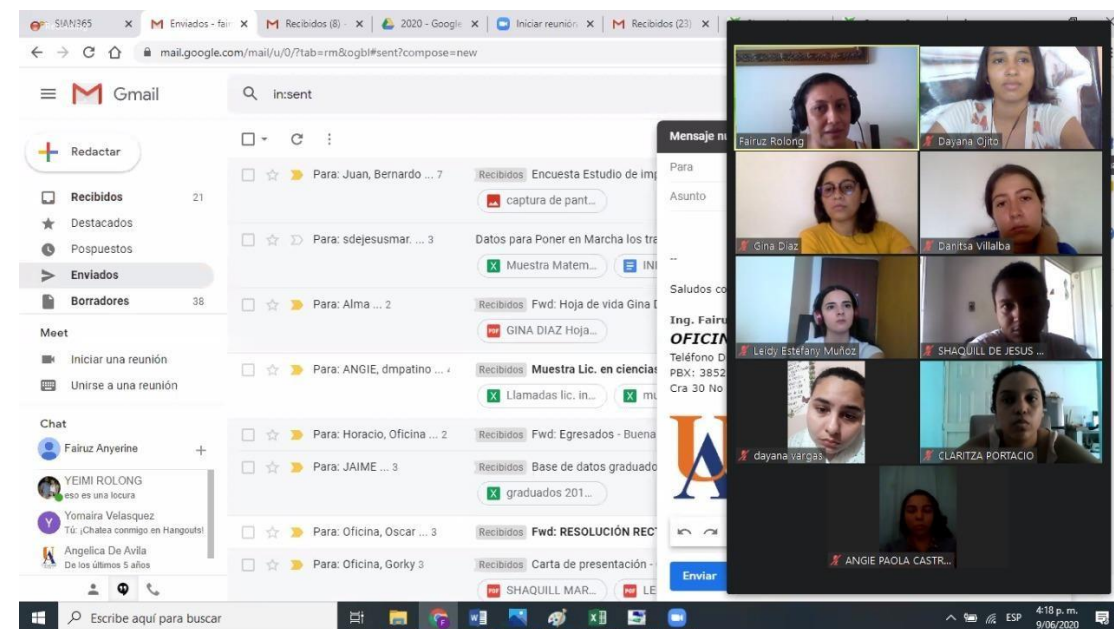 SIAN365
Enviados - fair
Recibidos (8) -
2020 - Google
Iniciar reunión
Recibidos (23)
mail.google.com/mail/u/0/?tab=rm&ogbl#sent?compose=new
Gmail
in:sent
Redactar
Recibidos 21
Destacados
Pospuestos
Enviados
Borradores 38
Meet
Iniciar una reunión
Unirse a una reunión
Chat
Fairuz Anyerine
YEIMI ROLONG
eso es una locura
Yomaira Velasquez
Tú: ¡Chatea conmigo en Hangouts!
Angelica De Avila
De los últimos 5 años
Para: Juan, Bernardo ... 7 Recibidos Encuesta Estudio de imp
captura de pant...
Para: sdejesusmar. ... 3 Datos para Poner en Marcha los tra
Muestra Matem... INI
Para: Alma ... 2 Recibidos Fwd: Hoja de vida Gina D
PDF GINA DIAZ Hoja...
Para: ANGIE, dmpatino ... Recibidos Muestra Lic. en ciencias
Llamadas lic. in... mu
Para: Horacio, Oficina ... 2 Recibidos Fwd: Egresados - Buena
Para: JAIME ... 3 Recibidos Base de datos graduado
graduados 201...
Para: Oficina, Oscar ... 3 Recibidos Fwd: RESOLUCIÓN REC
Para: Oficina, Gorky 3 Recibidos Carta de presentación -
PDF SHAQUILL MAR... PDF LE
Mensaje nu
Para
Asunto
--
Saludos co
Ing. Fairu
OFICIN
Teléfono D
PBX: 3852
Cra 30 No
UA
Enviar
Fairuz Rolong
Dayana Ojito
Gina Diaz
Danitsa Villalba
Leidy Estefany Muñoz
SHAQUILL DE JESUS ...
dayana vargas
CLARITZA PORTACIO
ANGIE PAOLA CASTR...
Escribe aquí para buscar
ESP
4:18 p. m.
9/06/2020